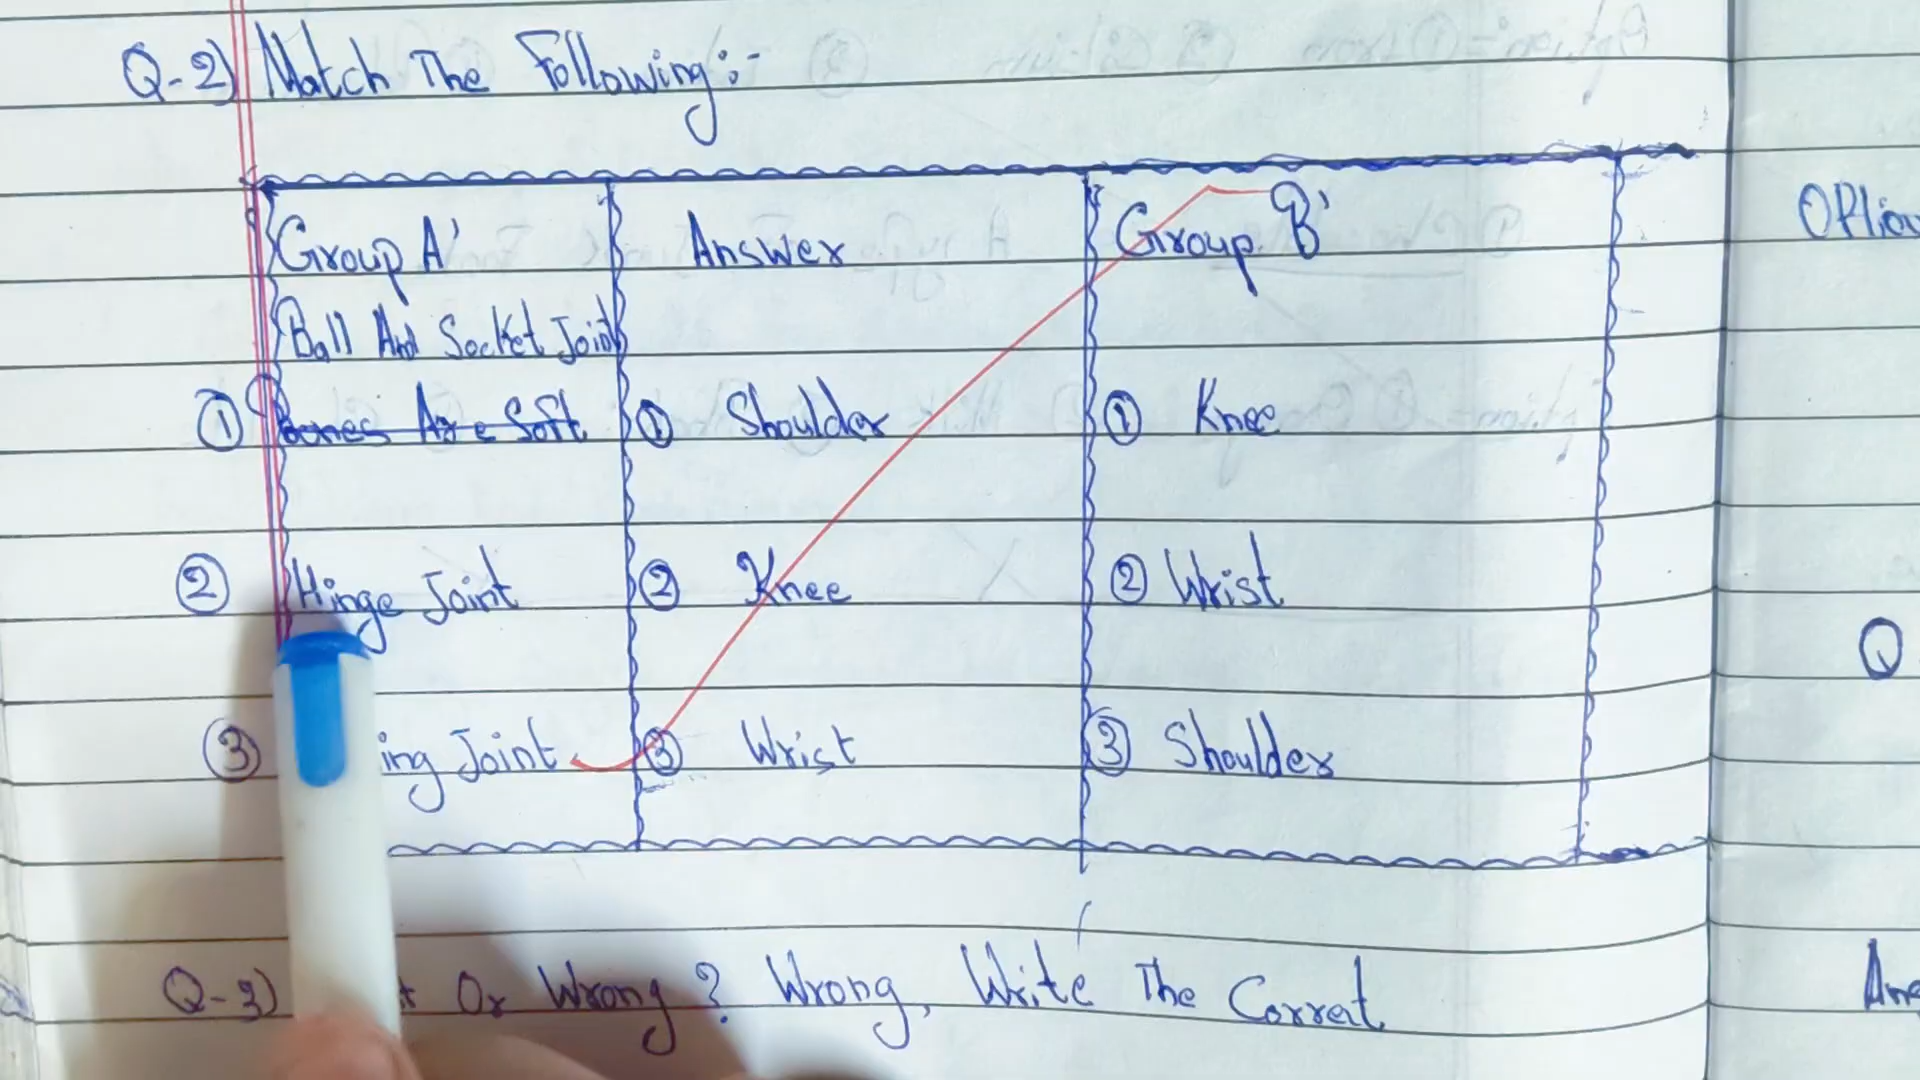 Q-2) Match The Following:-
Group A' Answer Group B'
Ball And Socket Joint
① Bones Are Soft ① Shoulder ① Knee
② Hinge Joint ② Knee ② Wrist
③ Joint ③ Wrist ③ Shoulder
Q-3) Or Wrong? Wrong, Write The Correct
Q